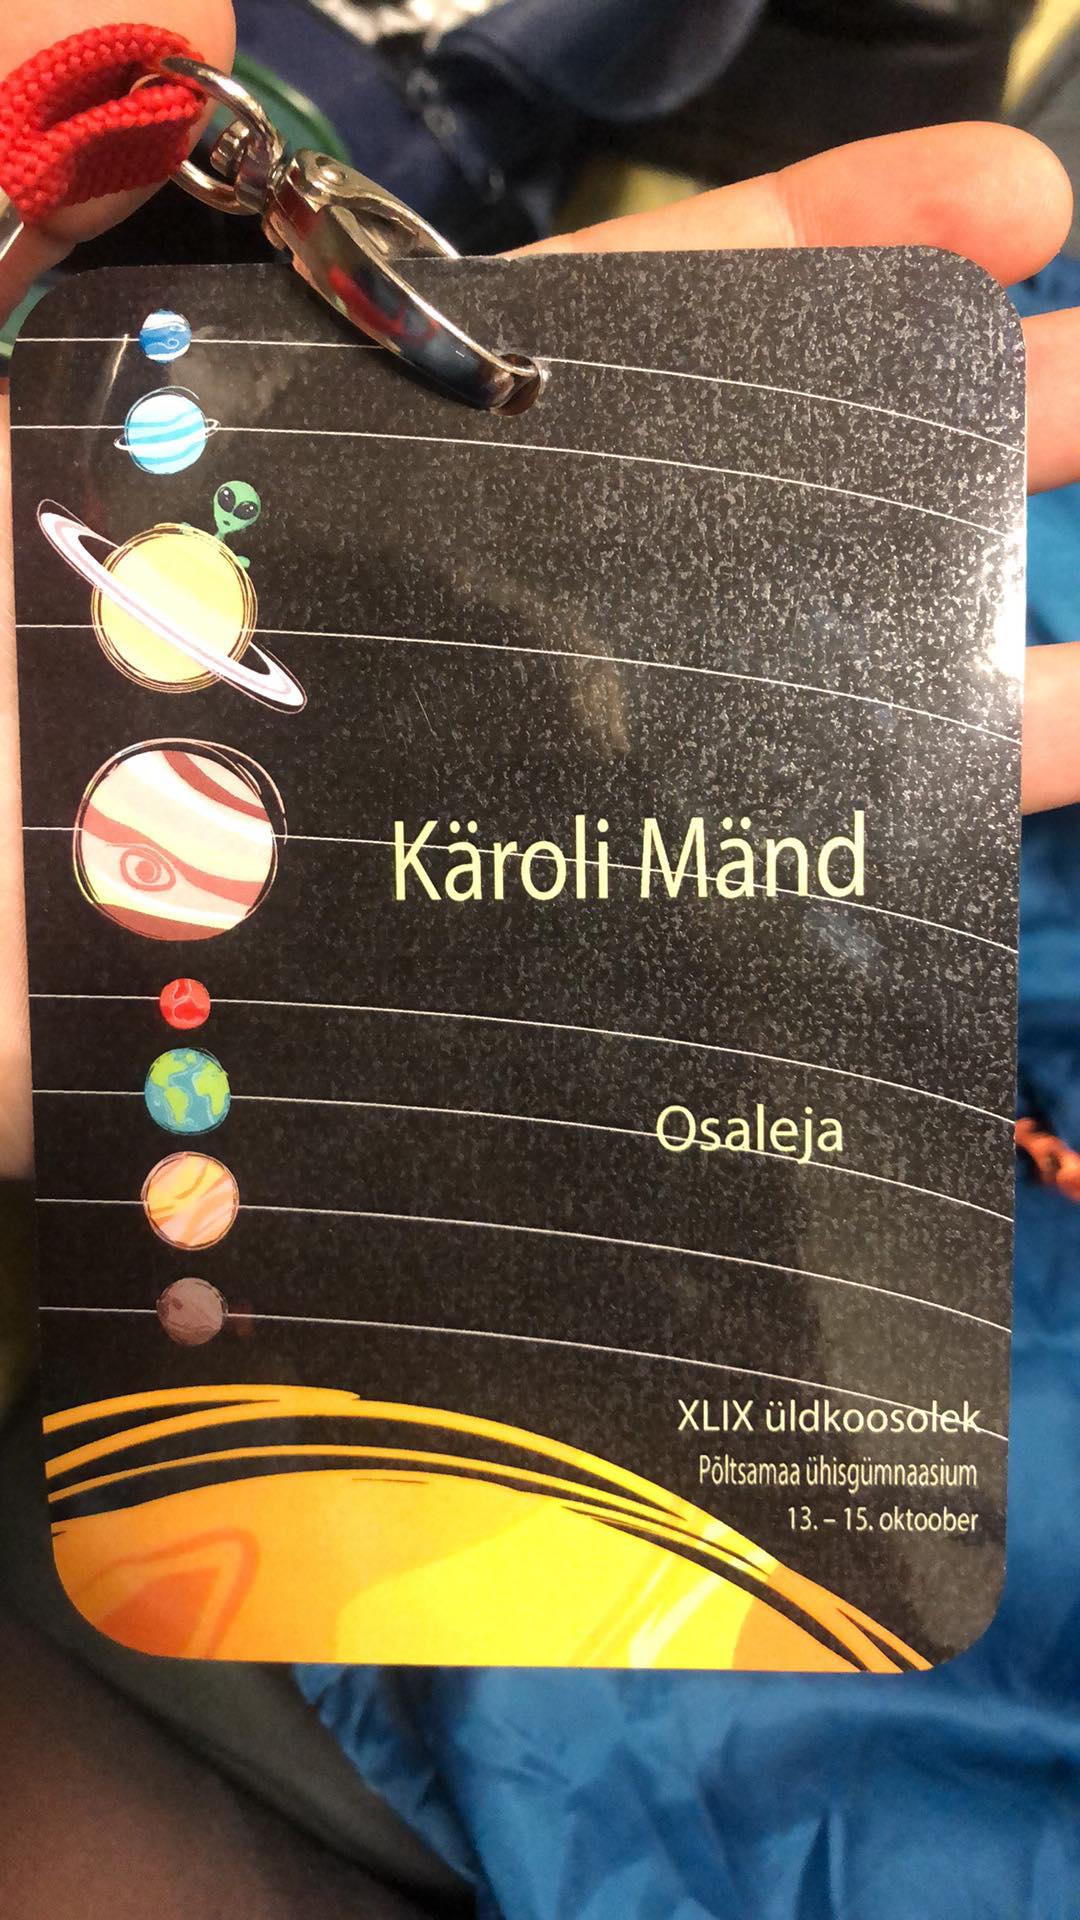 Käroli Mänd
Osaleja
XLIX üldkoosolek
Põltsamaa ühisgümnaasium
13. – 15. oktoober